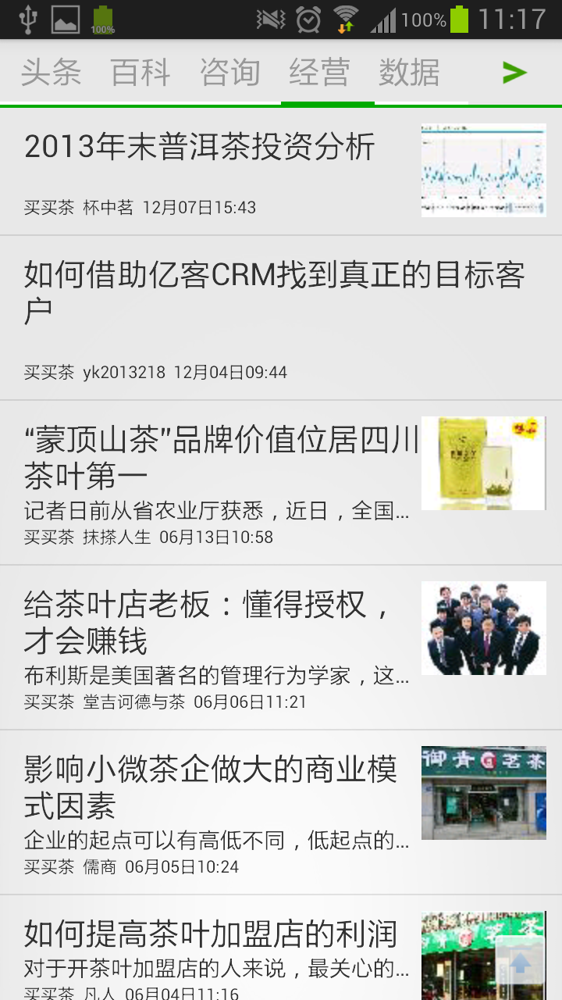 100%
100%
11:17
头条 百科 咨询 经营 数据
2013年末普洱茶投资分析
买买茶 杯中茗 12月07日15:43
如何借助亿客CRM找到真正的目标客
户
买买茶 yk2013218 12月04日09:44
“蒙顶山茶”品牌价值位居四川
茶叶第一
记者日前从省农业厅获悉，近日，全国...
买买茶 抹搽人生 06月13日10:58
给茶叶店老板：懂得授权，
才会赚钱
布利斯是美国著名的管理行为学家，这...
买买茶 堂吉诃德与茶 06月06日11:21
影响小微茶企做大的商业模
式因素
企业的起点可以有高低不同，低起点的...
买买茶 儒商 06月05日10:24
御青茗茶
如何提高茶叶加盟店的利润
对于开茶叶加盟店的人来说，最关心的...
买买茶 凡人 06月04日11:16
青 茗茶